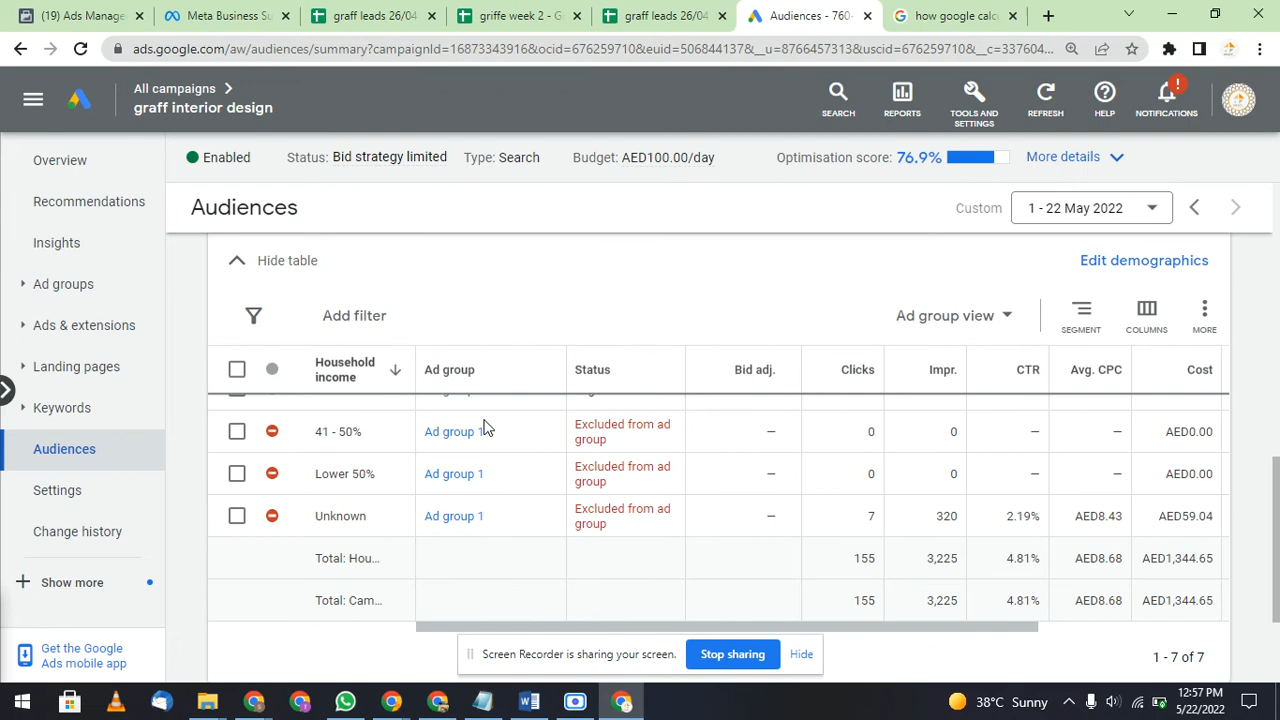 (19) Ads Manage
Meta Business Su
graff leads 26/04
griffe week 2 - G
graff leads 26/04
Audiences - 760-
how google calcu
ads.google.com/aw/audiences/summary?campaignId=16873343916&ocid=676259710&euid=506844137&__u=8766457313&uscid=676259710&__c=337604...
All campaigns
graff interior design
SEARCH
REPORTS
TOOLS AND
SETTINGS
REFRESH
HELP
!
NOTIFICATIONS
Overview
Recommendations
Insights
Ad groups
Ads & extensions
Landing pages
Keywords
Audiences
Settings
Change history
Show more
Get the Google
Ads mobile app
Enabled
Status: Bid strategy limited
Type: Search
Budget: AED100.00/day
Optimisation score: 76.9%
More details
Audiences
Custom
1 - 22 May 2022
Hide table
Edit demographics
Add filter
Ad group view
SEGMENT
COLUMNS
MORE
Household
income
Ad group
Status
Bid adj.
Clicks
Impr.
CTR
Avg. CPC
Cost
41 - 50%
Ad group 1
Excluded from ad
group
—
0
0
—
—
AED0.00
Lower 50%
Ad group 1
Excluded from ad
group
—
0
0
—
—
AED0.00
Unknown
Ad group 1
Excluded from ad
group
—
7
320
2.19%
AED8.43
AED59.04
Total: Hou...
155
3,225
4.81%
AED8.68
AED1,344.65
Total: Cam...
155
3,225
4.81%
AED8.68
AED1,344.65
Screen Recorder is sharing your screen.
Stop sharing
Hide
1 - 7 of 7
38°C Sunny
12:57 PM
5/22/2022